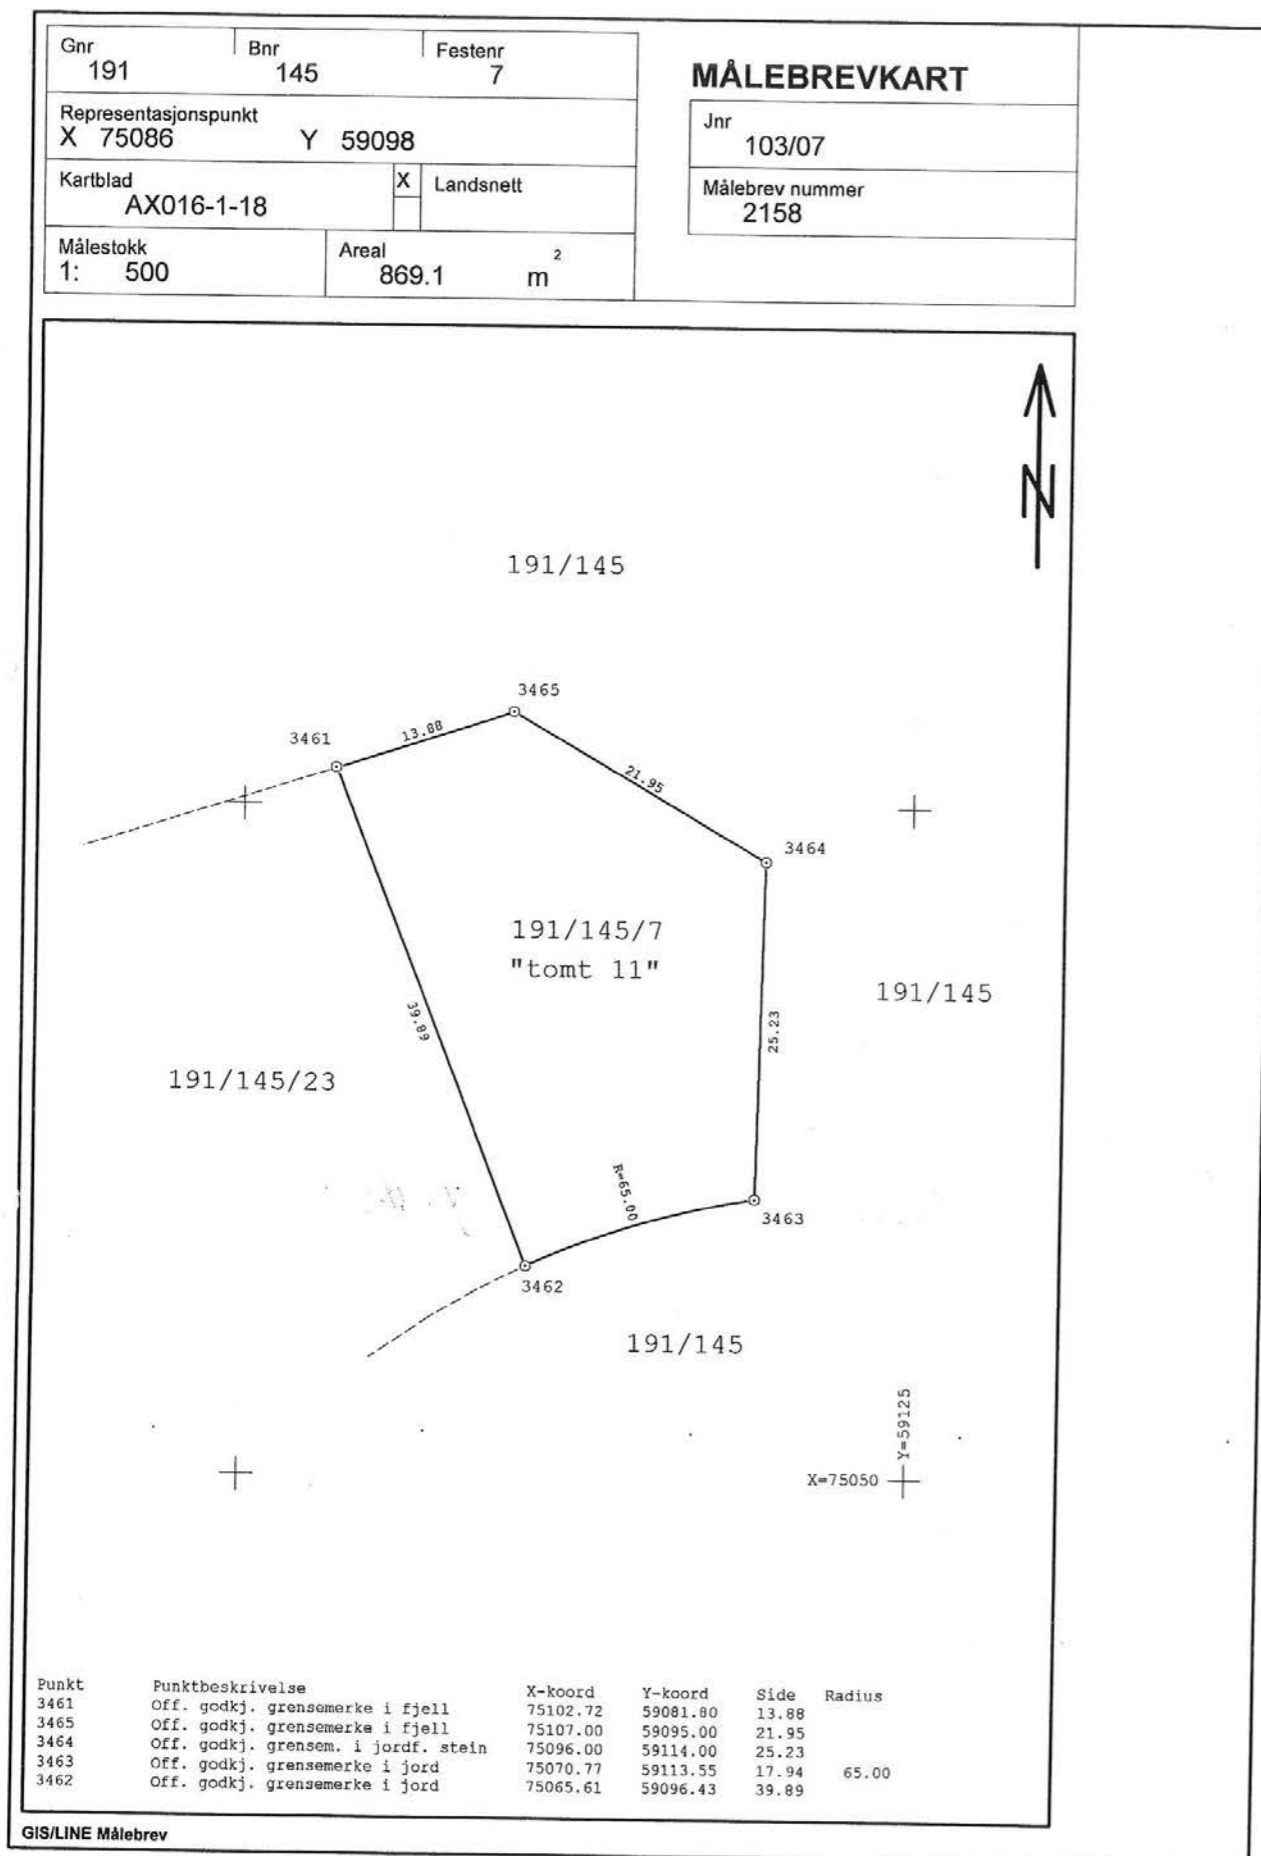 Gnr Bnr Festenr
191 145 7
MÅLEBREVKART
Representasjonspunkt
X 75086 Y 59098
Jnr
103/07
Kartblad X Landsnett
AX016-1-18
Målebrev nummer
2158
Målestokk Areal
1: 500 869.1 m 2
N
191/145
3465
13.88
3461
21.95
3464
191/145/7
"tomt 11"
191/145
39.89
25.23
191/145/23
R=65.00
3463
3462
191/145
Y=59125
X=75050
Punkt Punktbeskrivelse X-koord Y-koord Side Radius
3461 Off. godkj. grensemerke i fjell 75102.72 59081.80 13.88
3465 Off. godkj. grensemerke i fjell 75107.00 59095.00 21.95
3464 Off. godkj. grensem. i jordf. stein 75096.00 59114.00 25.23
3463 Off. godkj. grensemerke i jord 75070.77 59113.55 17.94 65.00
3462 Off. godkj. grensemerke i jord 75065.61 59096.43 39.89
GIS/LINE Målebrev